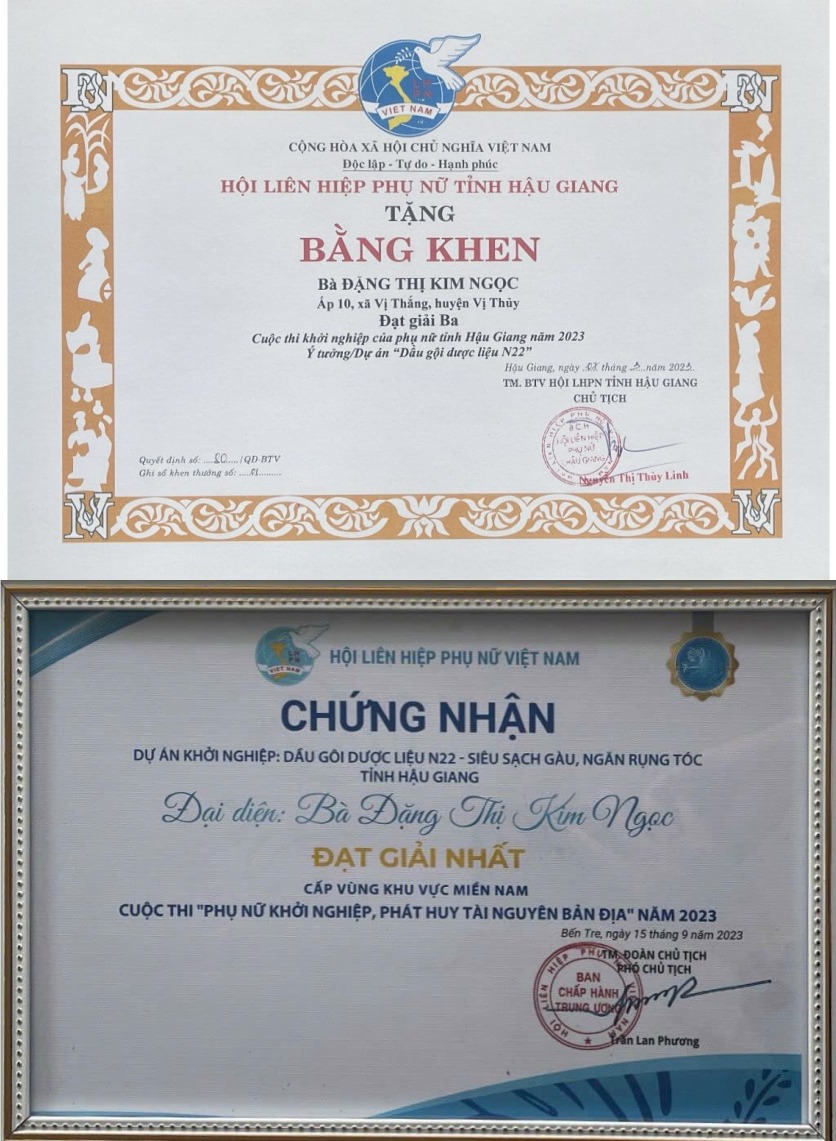 VIỆT NAM
CỘNG HÒA XÃ HỘI CHỦ NGHĨA VIỆT NAM
Độc lập - Tự do - Hạnh phúc
HỘI LIÊN HIỆP PHỤ NỮ TỈNH HẬU GIANG
TẶNG
BẰNG KHEN
Bà ĐẶNG THỊ KIM NGỌC
Ấp 10, xã Vị Thắng, huyện Vị Thủy
Đạt giải Ba
Cuộc thi khởi nghiệp của phụ nữ tỉnh Hậu Giang năm 2023
Ý tưởng/Dự án “Dầu gội dược liệu N22”
Hậu Giang, ngày tháng năm 2023.
TM. BTV HỘI LHPN TỈNH HẬU GIANG
CHỦ TỊCH
BCH
HỘI LIÊN HIỆP
PHỤ NỮ
HẬU GIANG
Quyết định số: ....80..../QĐ-BTV
Ghi sổ khen thưởng số:
Nguyễn Thị Thùy Linh
VIỆT NAM
HỘI LIÊN HIỆP PHỤ NỮ VIỆT NAM
CHỨNG NHẬN
DỰ ÁN KHỞI NGHIỆP: DẦU GÔI DƯỢC LIỆU N22 - SIÊU SẠCH GÀU, NGĂN RỤNG TÓC
TỈNH HẬU GIANG
Đại diện: Bà Đặng Thị Kim Ngọc
ĐẠT GIẢI NHẤT
CẤP VÙNG KHU VỰC MIỀN NAM
CUỘC THI "PHỤ NỮ KHỞI NGHIỆP, PHÁT HUY TÀI NGUYÊN BẢN ĐỊA" NĂM 2023
Bến Tre, ngày 15 tháng 9 năm 2023
TM. ĐOÀN CHỦ TỊCH
PHÓ CHỦ TỊCH
HỘI LIÊN HIỆP PHỤ NỮ VIỆT NAM
BAN
CHẤP HÀNH
TRUNG ƯƠNG
Trần Lan Phương